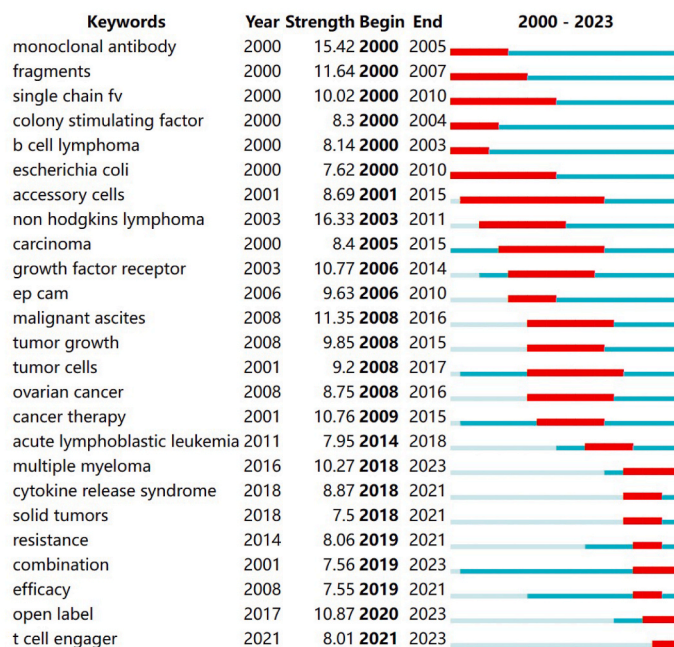 Keywords Year Strength Begin End 2000 - 2023
monoclonal antibody 2000 15.42 2000 2005
fragments 2000 11.64 2000 2007
single chain fv 2000 10.02 2000 2010
colony stimulating factor 2000 8.3 2000 2004
b cell lymphoma 2000 8.14 2000 2003
escherichia coli 2000 7.62 2000 2010
accessory cells 2001 8.69 2001 2015
non hodgkins lymphoma 2003 16.33 2003 2011
carcinoma 2000 8.4 2005 2015
growth factor receptor 2003 10.77 2006 2014
ep cam 2006 9.63 2006 2010
malignant ascites 2008 11.35 2008 2016
tumor growth 2008 9.85 2008 2015
tumor cells 2001 9.2 2008 2017
ovarian cancer 2008 8.75 2008 2016
cancer therapy 2001 10.76 2009 2015
acute lymphoblastic leukemia 2011 7.95 2014 2018
multiple myeloma 2016 10.27 2018 2023
cytokine release syndrome 2018 8.87 2018 2021
solid tumors 2018 7.5 2018 2021
resistance 2014 8.06 2019 2021
combination 2001 7.56 2019 2023
efficacy 2008 7.55 2019 2021
open label 2017 10.87 2020 2023
t cell engager 2021 8.01 2021 2023